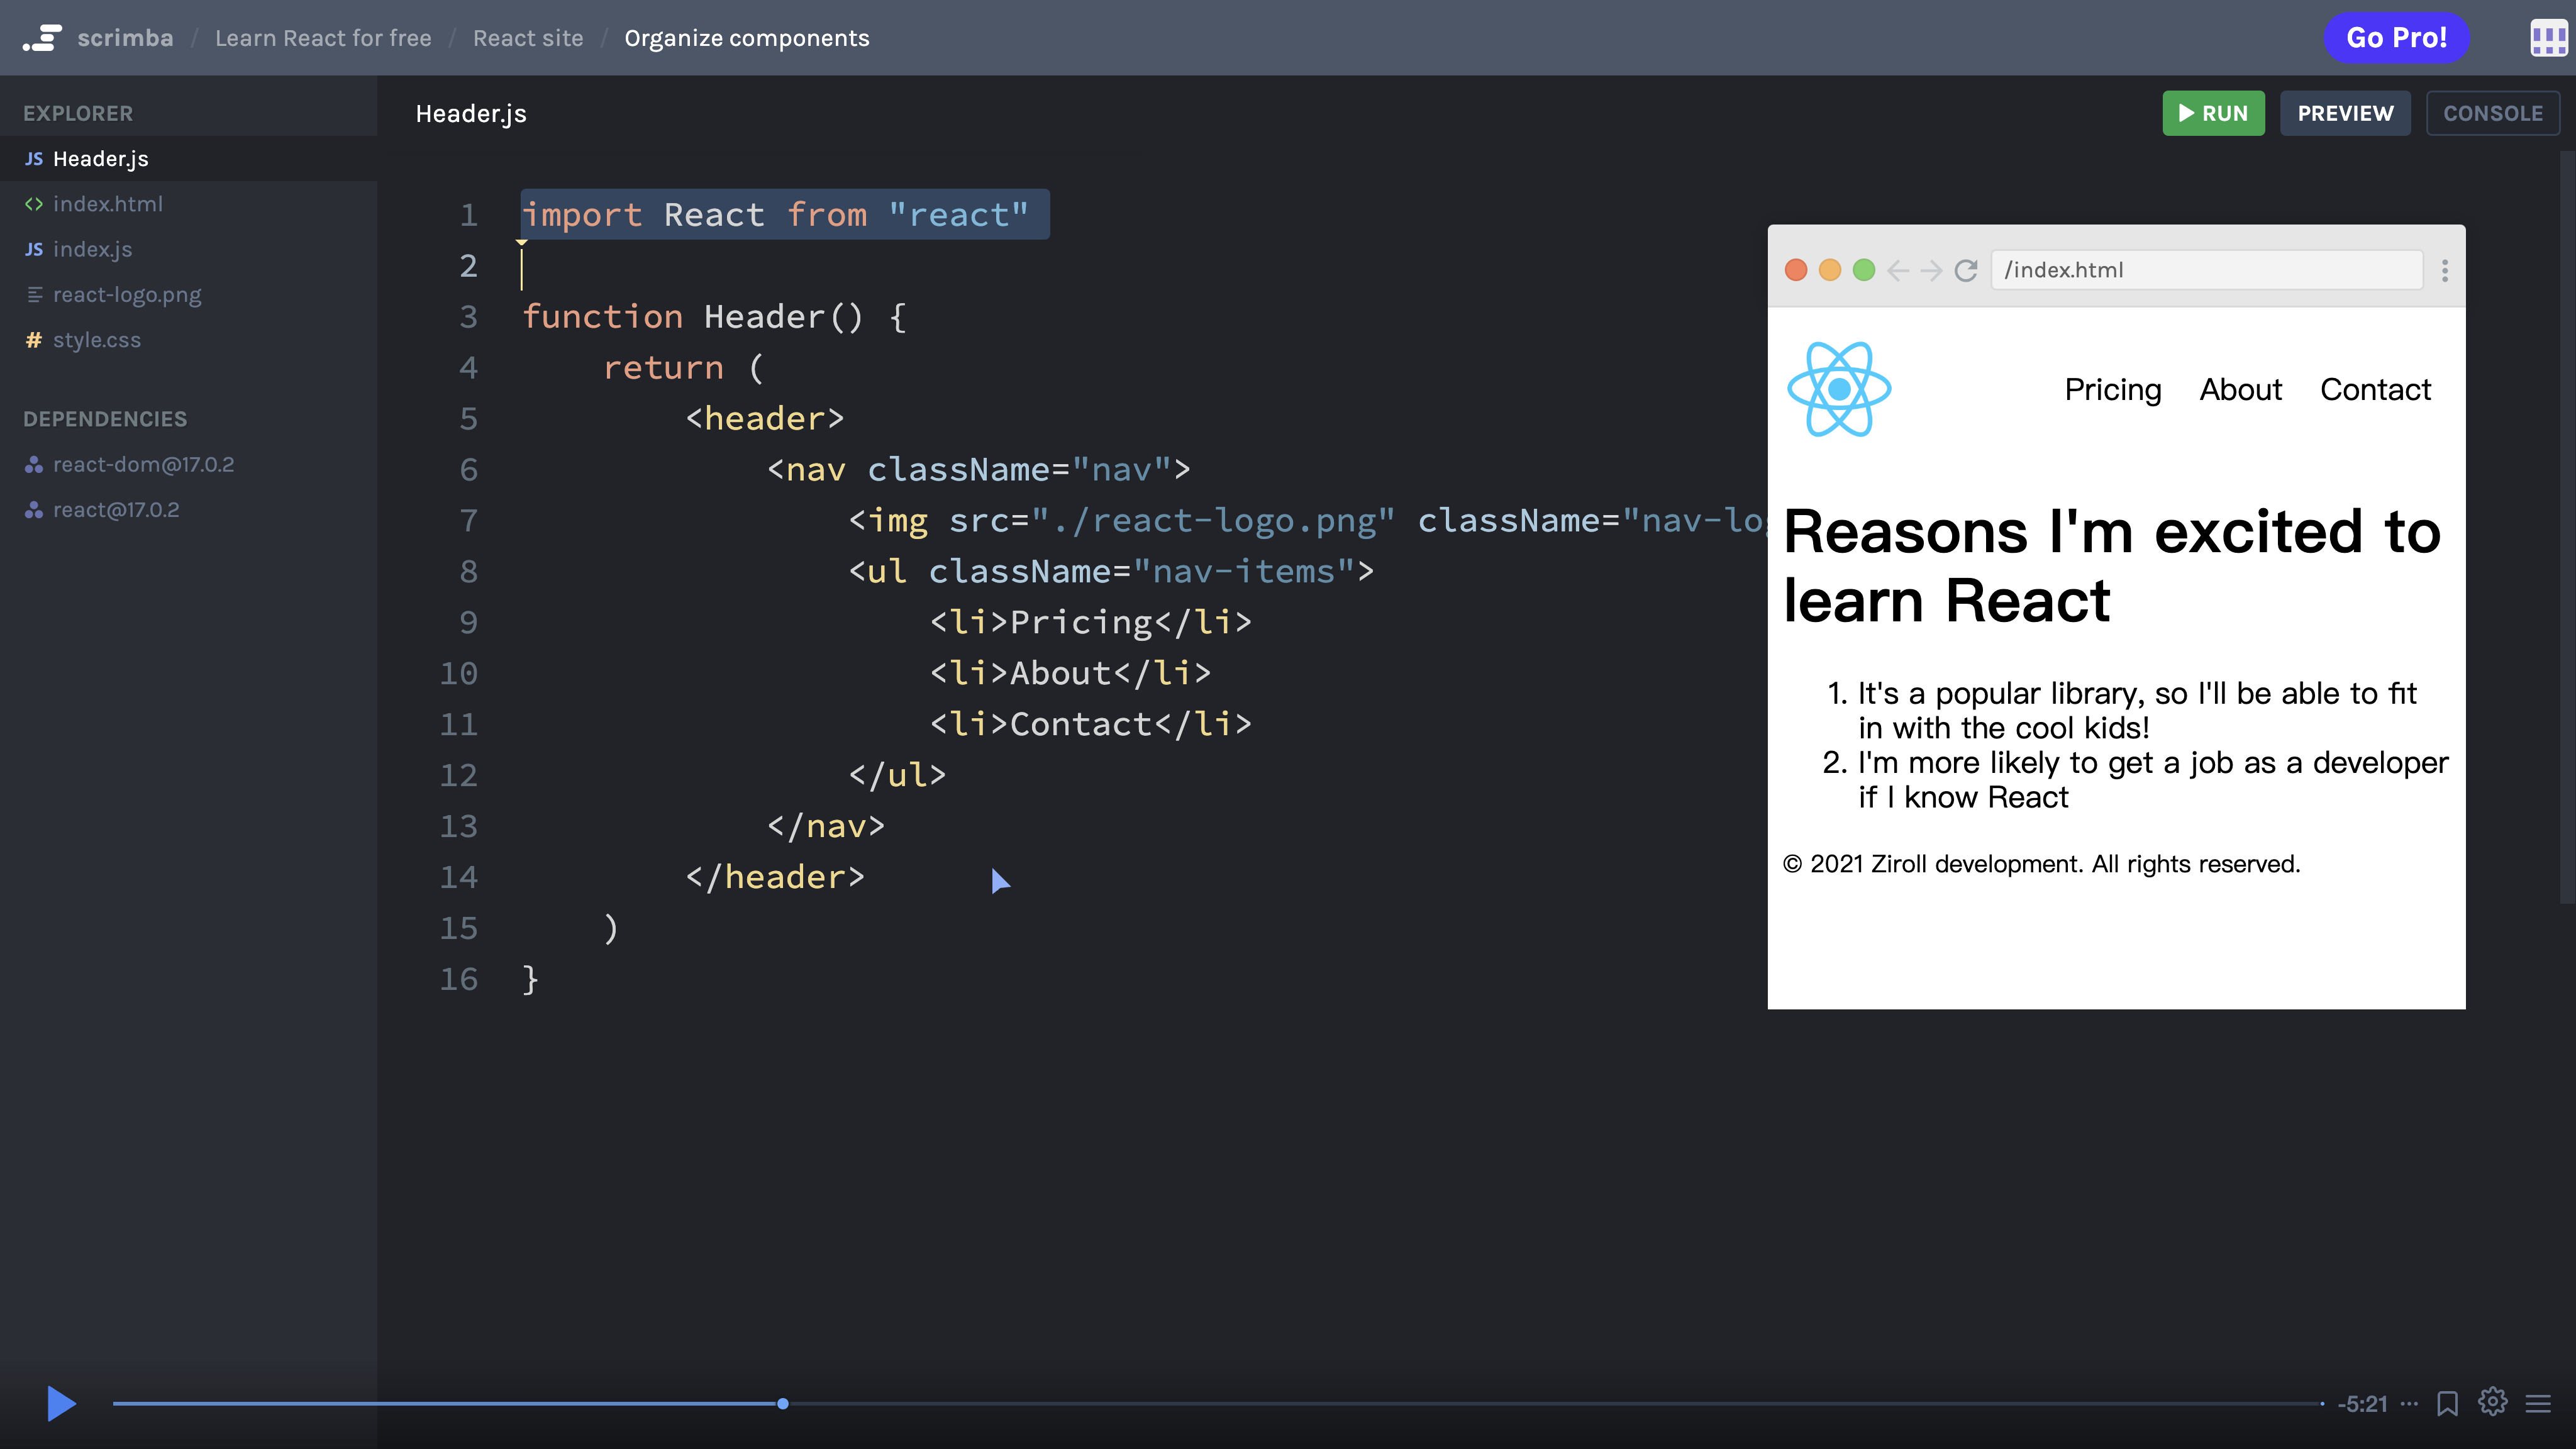 scrimba / Learn React for free / React site / Organize components
Go Pro!
EXPLORER
JS Header.js
<> index.html
JS index.js
react-logo.png
# style.css
DEPENDENCIES
react-dom@17.0.2
react@17.0.2
Header.js
RUN PREVIEW CONSOLE
1 import React from "react"
2
3 function Header() {
4     return (
5         <header>
6             <nav className="nav">
7                 <img src="./react-logo.png" className="nav-lo
8                 <ul className="nav-items">
9                     <li>Pricing</li>
10                     <li>About</li>
11                     <li>Contact</li>
12                 </ul>
13             </nav>
14         </header>
15     )
16 }
/index.html
Pricing About Contact
Reasons I'm excited to
learn React
1. It's a popular library, so I'll be able to fit
in with the cool kids!
2. I'm more likely to get a job as a developer
if I know React
© 2021 Ziroll development. All rights reserved.
-5:21